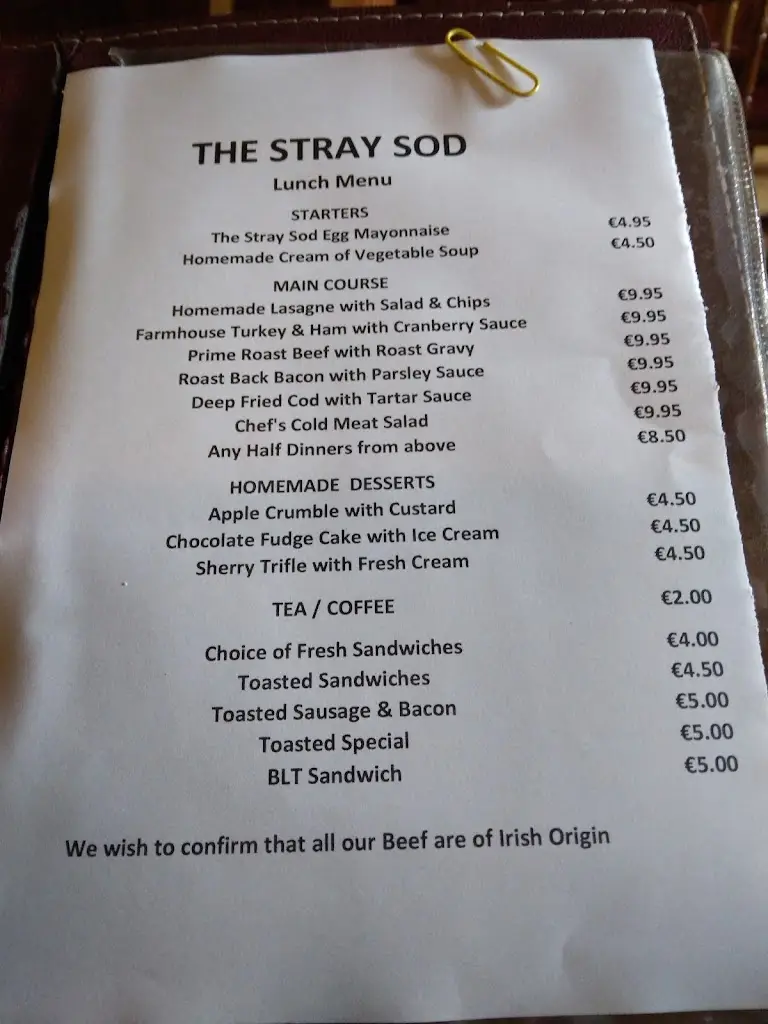 THE STRAY SOD
Lunch Menu
STARTERS
The Stray Sod Egg Mayonnaise €4.95
Homemade Cream of Vegetable Soup €4.50
MAIN COURSE
Homemade Lasagne with Salad & Chips €9.95
Farmhouse Turkey & Ham with Cranberry Sauce €9.95
Prime Roast Beef with Roast Gravy €9.95
Roast Back Bacon with Parsley Sauce €9.95
Deep Fried Cod with Tartar Sauce €9.95
Chef's Cold Meat Salad €9.95
Any Half Dinners from above €8.50
HOMEMADE DESSERTS
Apple Crumble with Custard €4.50
Chocolate Fudge Cake with Ice Cream €4.50
Sherry Trifle with Fresh Cream €4.50
TEA / COFFEE €2.00
Choice of Fresh Sandwiches €4.00
Toasted Sandwiches €4.50
Toasted Sausage & Bacon €5.00
Toasted Special €5.00
BLT Sandwich €5.00
We wish to confirm that all our Beef are of Irish Origin